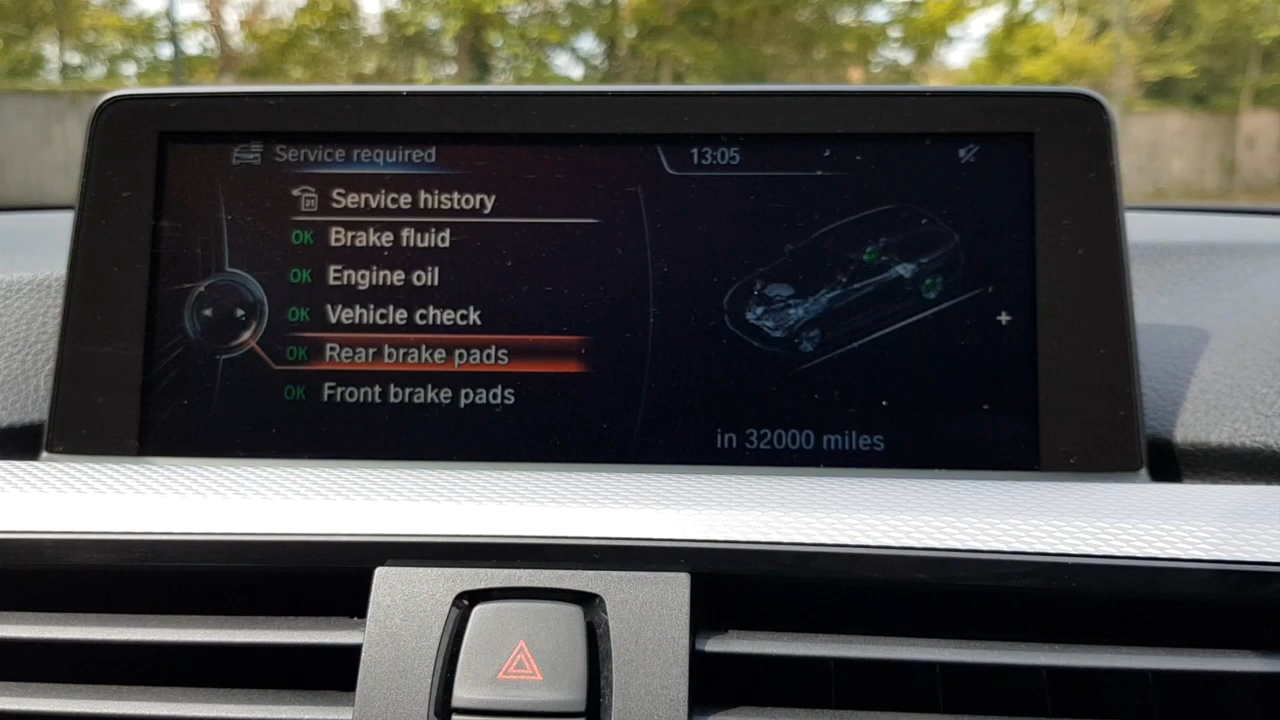 Service required
13:05
Service history
OK Brake fluid
OK Engine oil
OK Vehicle check
OK Rear brake pads
OK Front brake pads
in 32000 miles